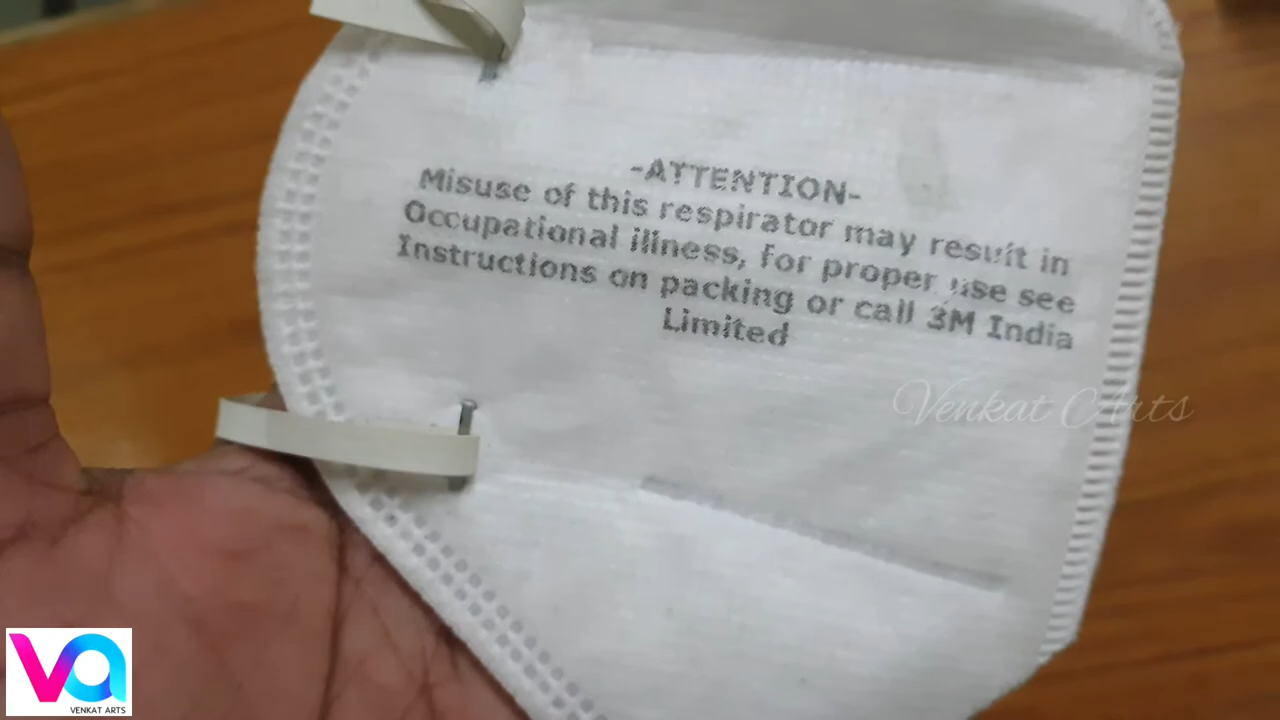 -ATTENTION-
Misuse of this respirator may result in
Occupational illness, for proper use see
Instructions on packing or call 3M India
Limited
Venkat Arts
VA
VENKAT ARTS